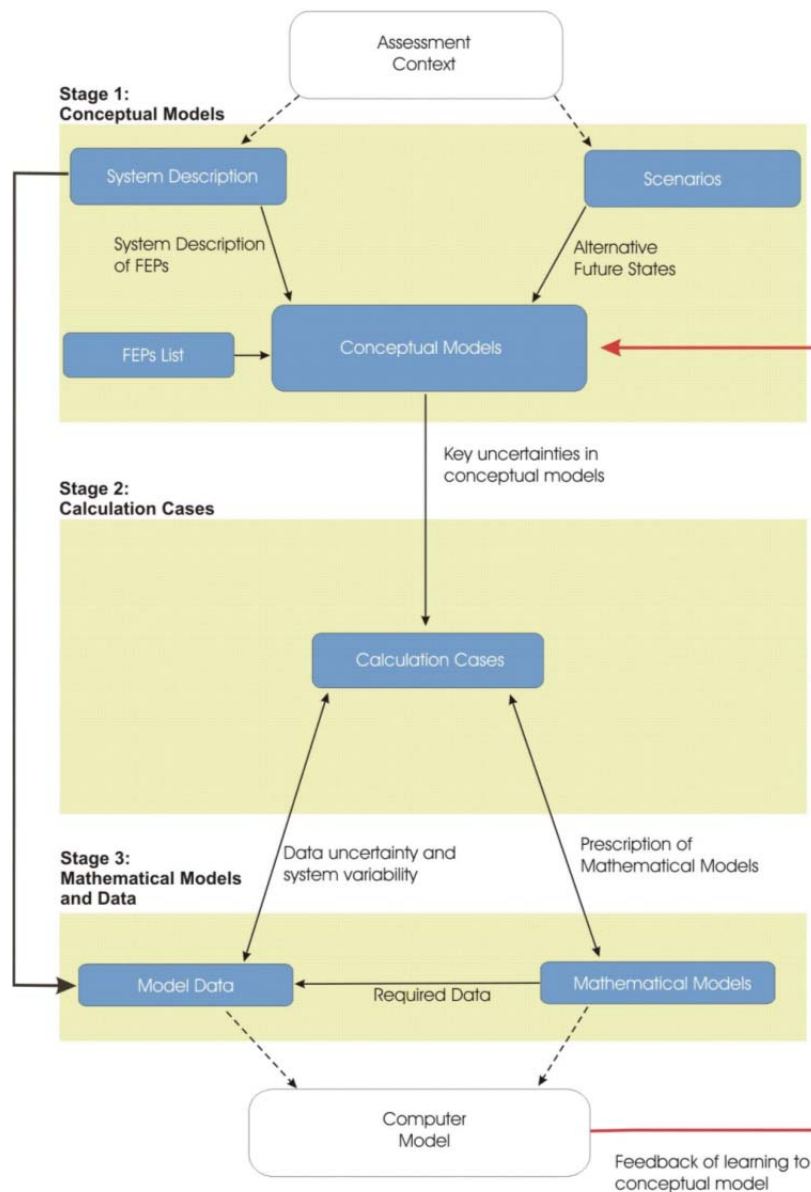 Assessment
Context
Stage 1:
Conceptual Models
System Description
Scenarios
System Description
of FEPs
Alternative
Future States
FEPs List
Conceptual Models
Key uncertainties in
conceptual models
Stage 2:
Calculation Cases
Calculation Cases
Data uncertainty and
system variability
Prescription of
Mathematical Models
Stage 3:
Mathematical Models
and Data
Model Data
Required Data
Mathematical Models
Computer
Model
Feedback of learning to
conceptual model